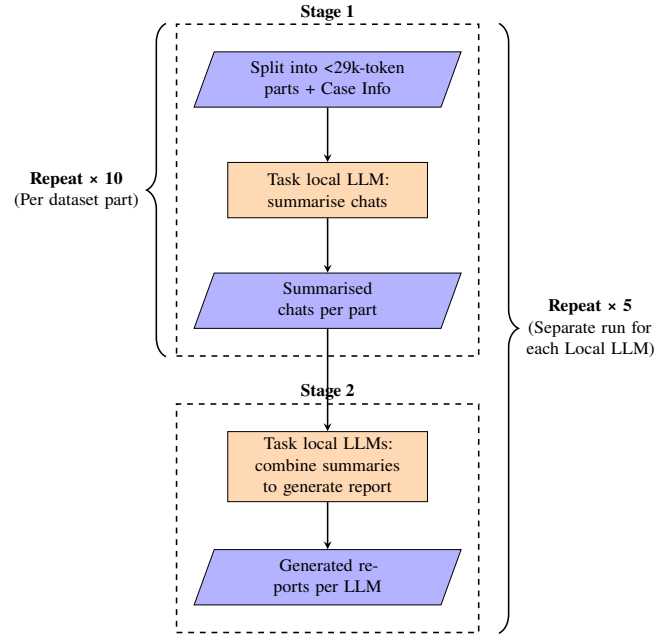 Stage 1
Split into <29k-token
parts + Case Info
Repeat × 10
(Per dataset part)
Task local LLM:
summarise chats
Summarised
chats per part
Repeat × 5
(Separate run for
each Local LLM)
Stage 2
Task local LLMs:
combine summaries
to generate report
Generated re-
ports per LLM